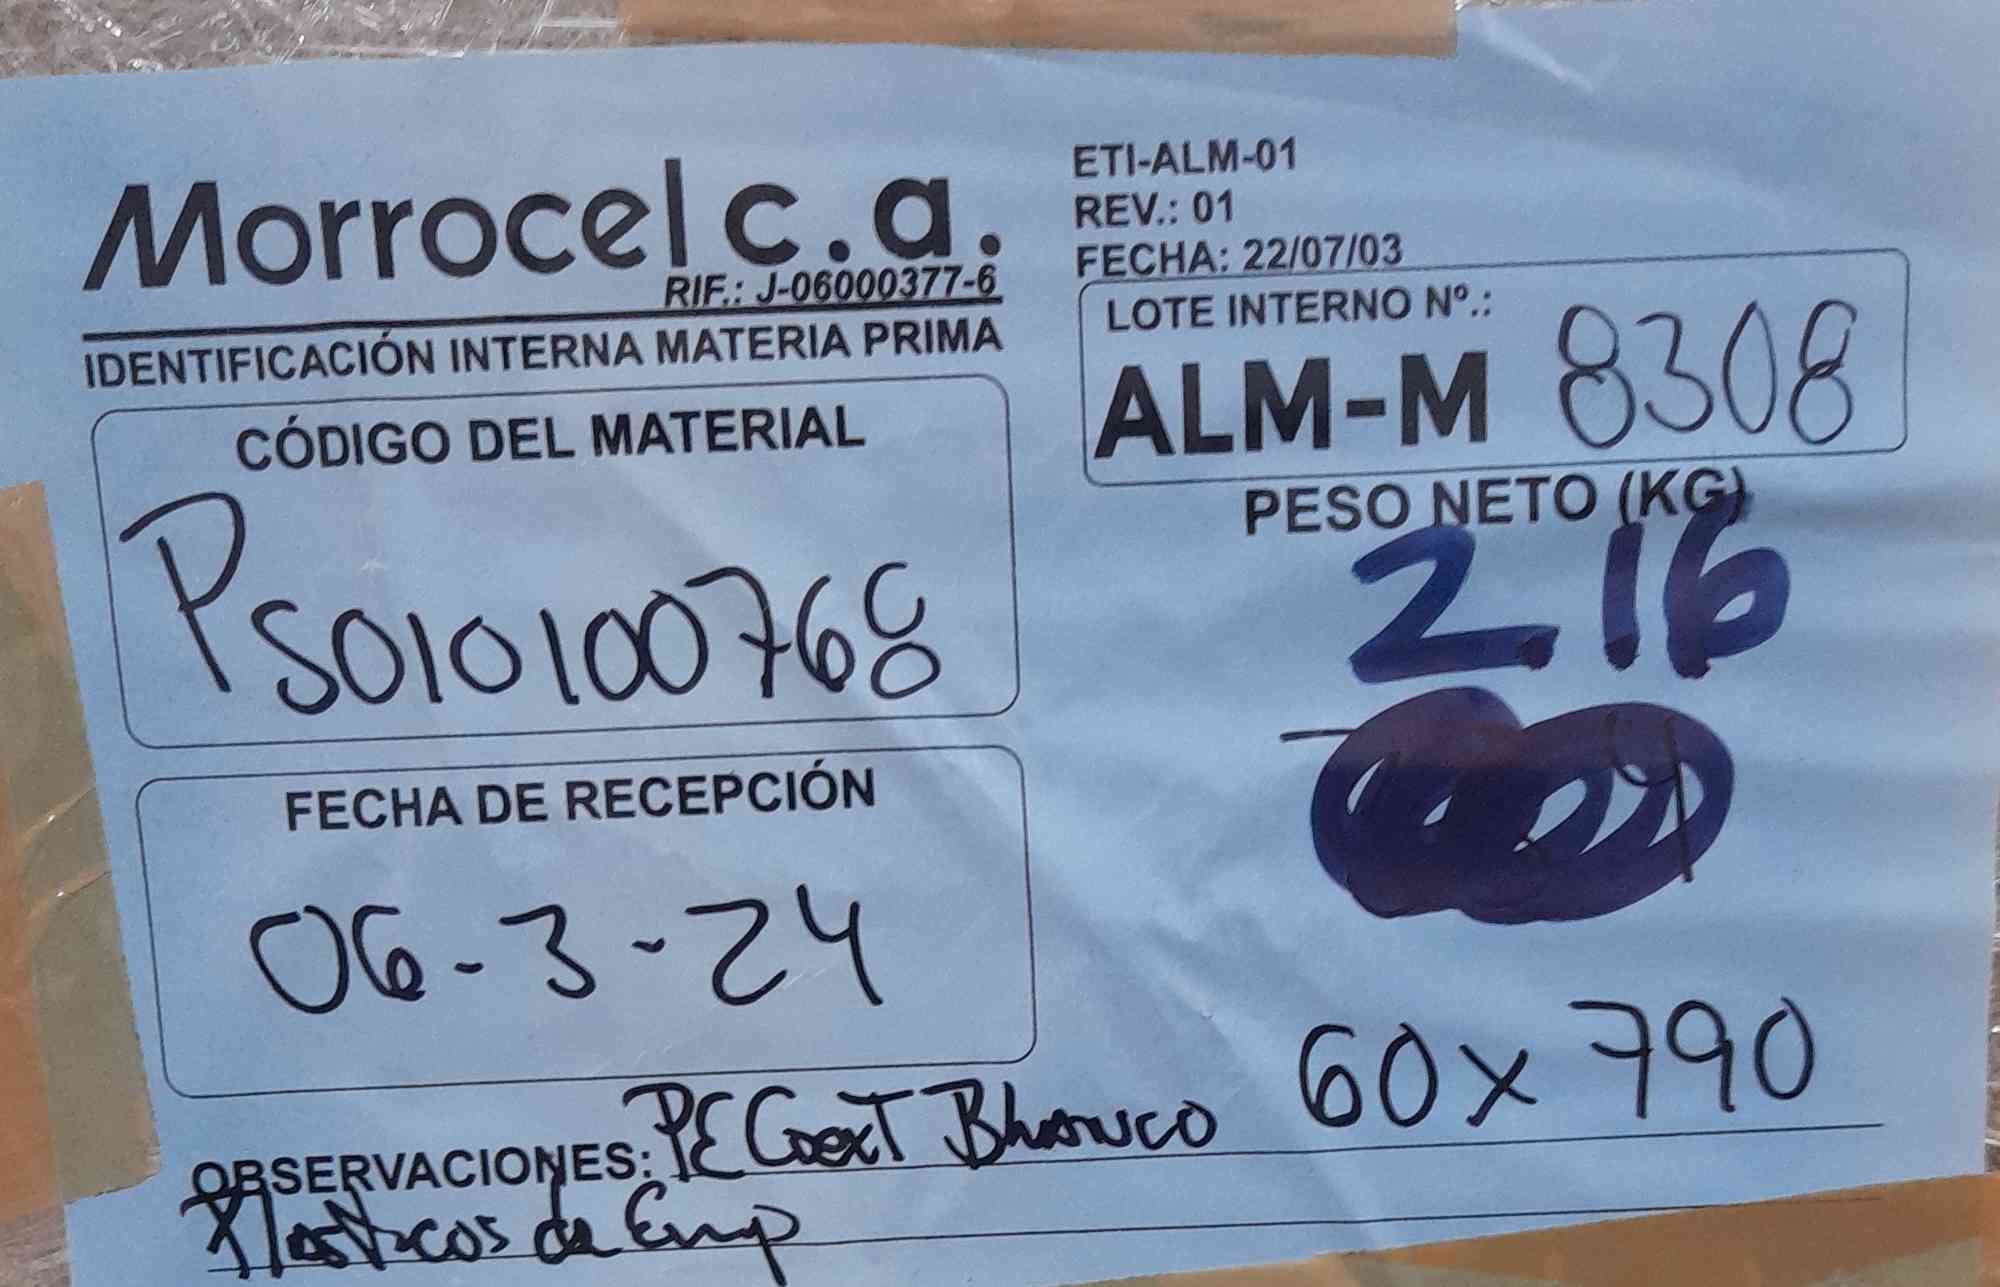 Morrocel c.a.
RIF.: J-06000377-6
IDENTIFICACIÓN INTERNA MATERIA PRIMA
ETI-ALM-01
REV.: 01
FECHA: 22/07/03
LOTE INTERNO Nº.:
ALM-M 8308
CÓDIGO DEL MATERIAL
PS010100768
PESO NETO (KG)
2.16
FECHA DE RECEPCIÓN
06-3-24
60x790
OBSERVACIONES: PE Coext Blanco
Plasticos de Emp